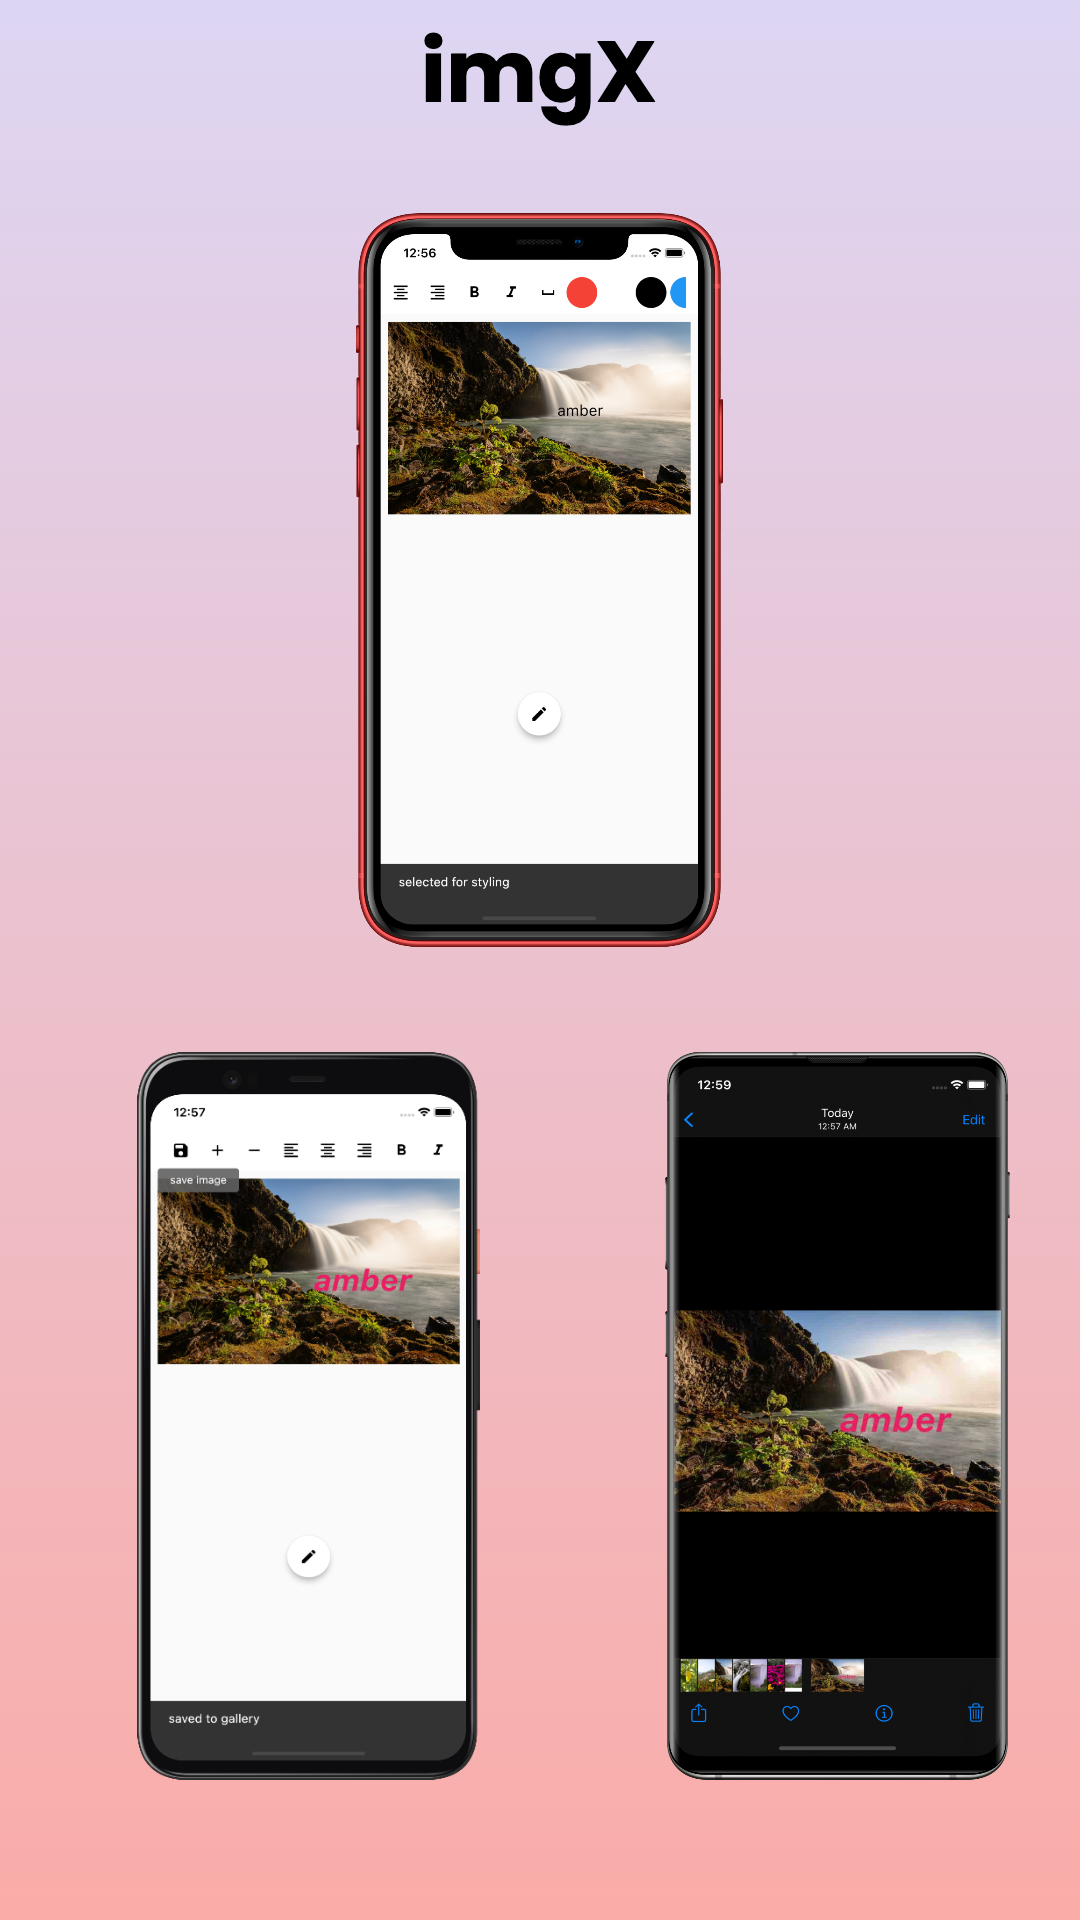 imgX
12:56
B I
amber
selected for styling
12:57
B I
save image
amber
saved to gallery
12:59
Today
12:57 AM
Edit
amber